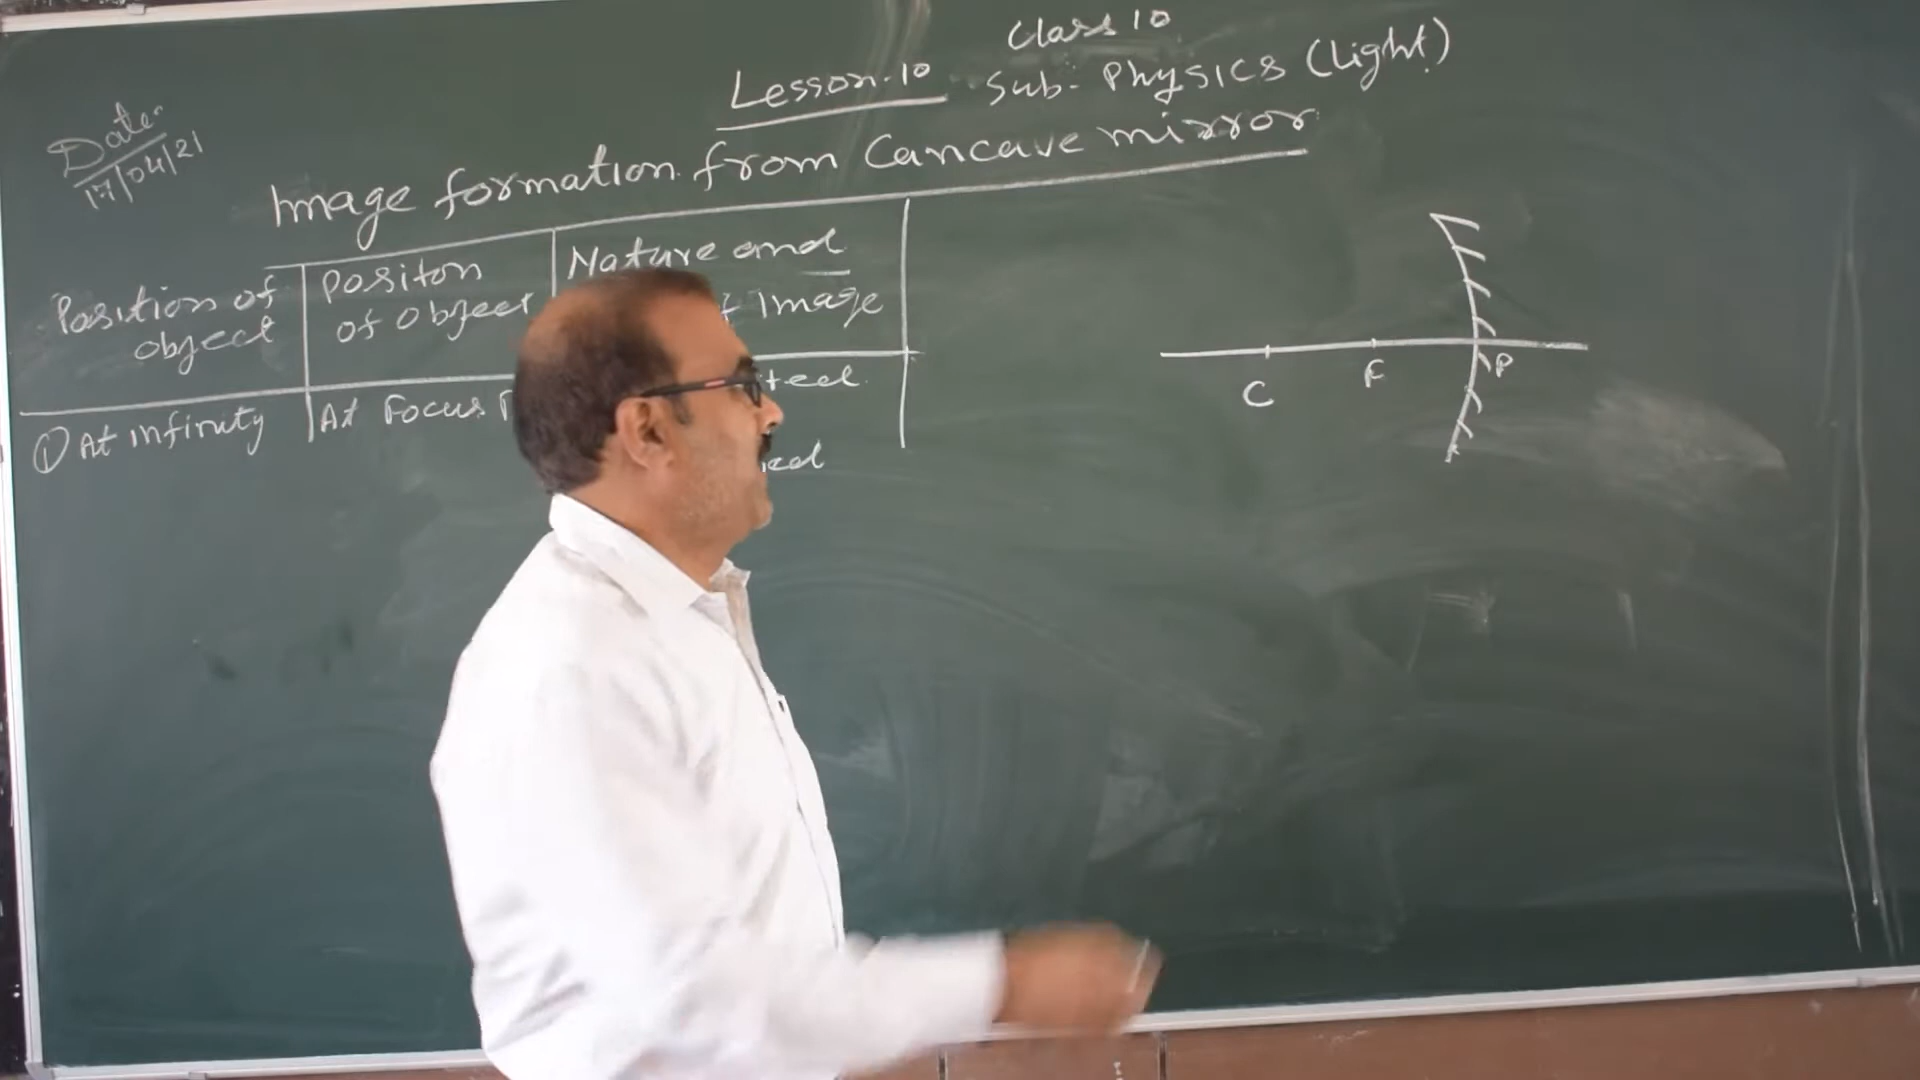 Class 10
Lesson-10 Sub- Physics (Light)
Date-
17/04/21
Image formation from Cancave mirror
Position of
object
Positon
of object
Nature and
Image
① At infinity
At Focus F
C
F
P